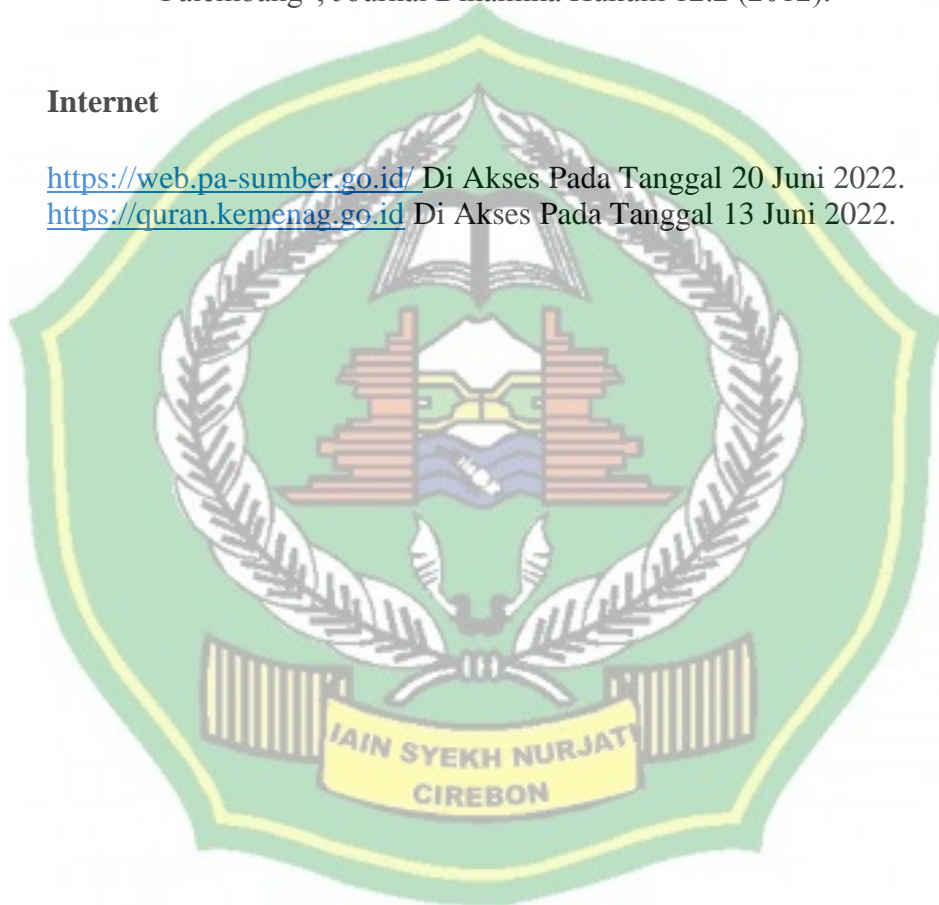 Internet
https://web.pa-sumber.go.id/ Di Akses Pada Tanggal 20 Juni 2022.
https://quran.kemenag.go.id Di Akses Pada Tanggal 13 Juni 2022.
IAIN SYEKH NURJATI
CIREBON